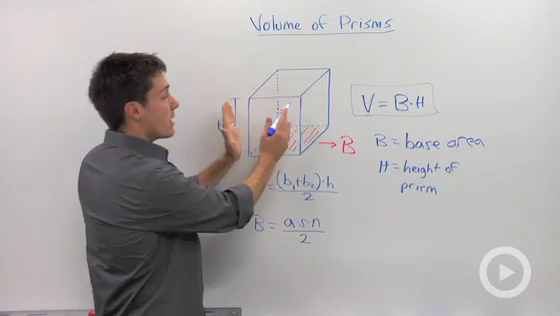 Volume of Prisms
V = B·H
B
B = base area
H = height of
prism
= (b₁+b₂)·h
2
B = a·s·n
2